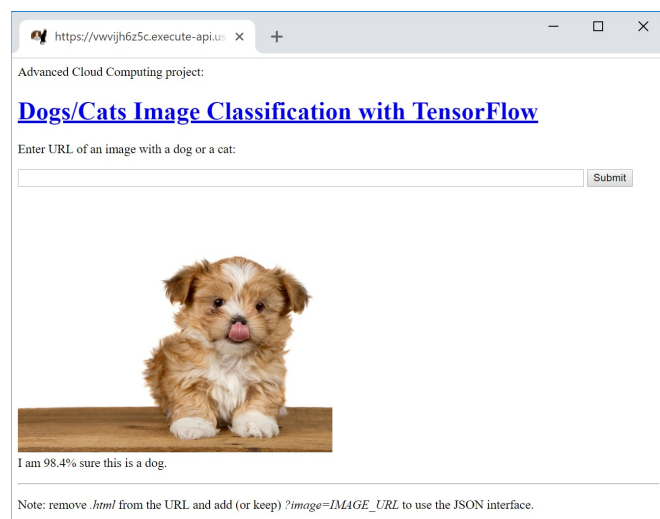 https://vwvijh6z5c.execute-api.us
Advanced Cloud Computing project:
Dogs/Cats Image Classification with TensorFlow
Enter URL of an image with a dog or a cat:
Submit
I am 98.4% sure this is a dog.
Note: remove .html from the URL and add (or keep) ?image=IMAGE_URL to use the JSON interface.